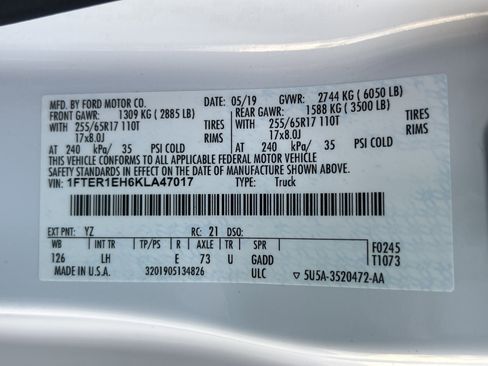 MFD. BY FORD MOTOR CO. DATE: 05/19 GVWR: 2744 KG ( 6050 LB)
FRONT GAWR: 1309 KG ( 2885 LB) REAR GAWR: 1588 KG ( 3500 LB)
WITH 255/65R17 110T TIRES WITH 255/65R17 110T TIRES
17x8.0J RIMS 17x8.0J RIMS
AT 240 kPa/ 35 PSI COLD AT 240 kPa/ 35 PSI COLD
THIS VEHICLE CONFORMS TO ALL APPLICABLE FEDERAL MOTOR VEHICLE
SAFETY STANDARDS IN EFFECT ON THE DATE OF MANUFACTURE SHOWN ABOVE.
VIN: 1FTER1EH6KLA47017 TYPE: Truck
EXT PNT: YZ RC: 21 DSO:
WB INT TR TP/PS R AXLE TR SPR F0245
126 LH E 73 U GADD T1073
MADE IN U.S.A. 3201905134826 ULC 5U5A-3520472-AA